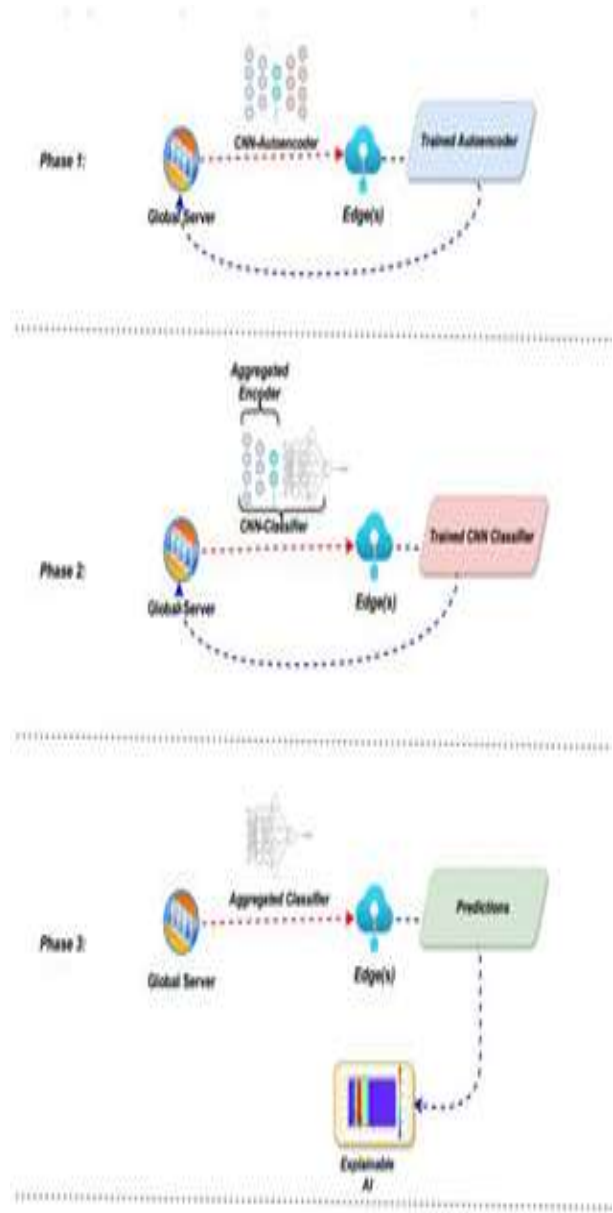 CNN-Autoencoder
Trained Autoencoder
Phase 1:
Global Server
Edge(s)
Aggregated
Encoder
CNN-Classifier
Trained CNN Classifier
Phase 2:
Global Server
Edge(s)
Aggregated Classifier
Predictions
Phase 3:
Global Server
Edge(s)
Explainable
AI